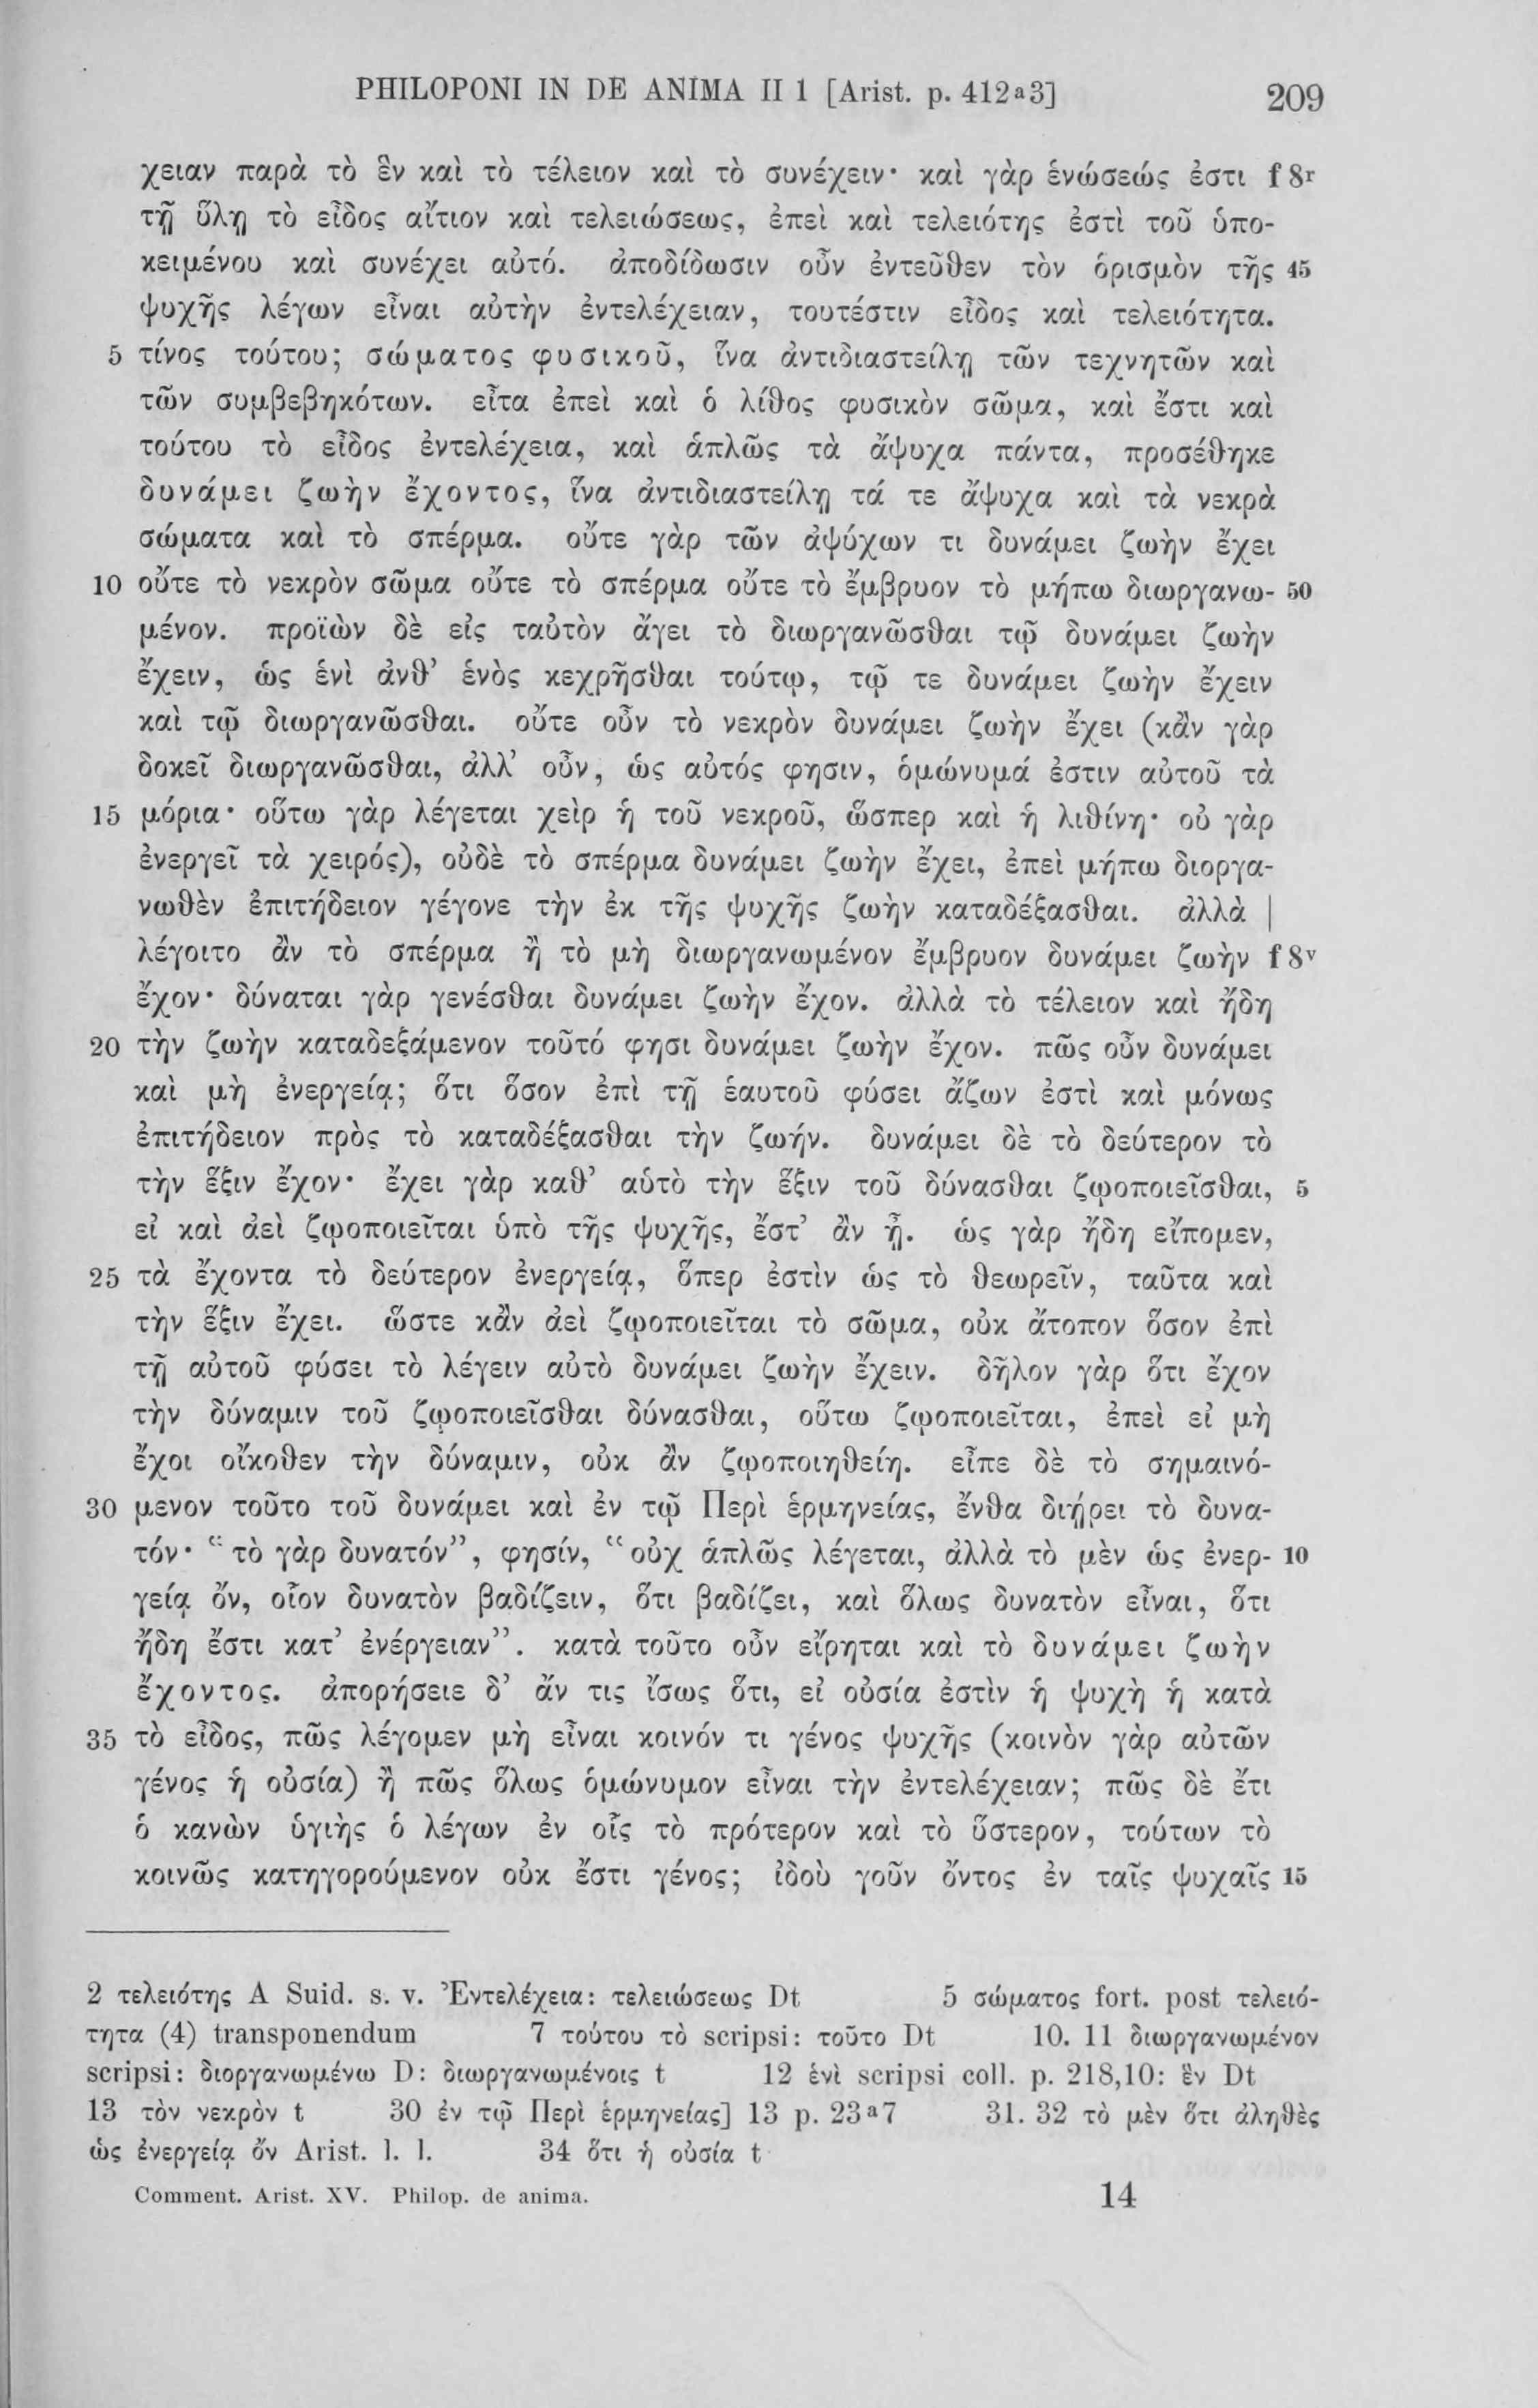 PHILOPONI IN DE ANIMA II 1 [Arist. p. 412ᵃ3] 209
χειαν παρὰ τὸ ἓν καὶ τὸ τέλειον καὶ τὸ συνέχειν· καὶ γὰρ ἑνώσεώς ἐστι f 8ʳ
τῇ ὕλῃ τὸ εἶδος αἴτιον καὶ τελειώσεως, ἐπεὶ καὶ τελειότης ἐστὶ τοῦ ὑπο-
κειμένου καὶ συνέχει αὐτό. ἀποδίδωσιν οὖν ἐντεῦθεν τὸν ὁρισμὸν τῆς 45
ψυχῆς λέγων εἶναι αὐτὴν ἐντελέχειαν, τουτέστιν εἶδος καὶ τελειότητα.
5 τίνος τούτου; σώματος φυσικοῦ, ἵνα ἀντιδιαστείλῃ τῶν τεχνητῶν καὶ
τῶν συμβεβηκότων. εἶτα ἐπεὶ καὶ ὁ λίθος φυσικὸν σῶμα, καὶ ἔστι καὶ
τούτου τὸ εἶδος ἐντελέχεια, καὶ ἁπλῶς τὰ ἄψυχα πάντα, προσέθηκε
δυνάμει ζωὴν ἔχοντος, ἵνα ἀντιδιαστείλῃ τά τε ἄψυχα καὶ τὰ νεκρὰ
σώματα καὶ τὸ σπέρμα. οὔτε γὰρ τῶν ἀψύχων τι δυνάμει ζωὴν ἔχει
10 οὔτε τὸ νεκρὸν σῶμα οὔτε τὸ σπέρμα οὔτε τὸ ἔμβρυον τὸ μήπω διωργανω- 50
μένον. προϊὼν δὲ εἰς ταὐτὸν ἄγει τὸ διωργανῶσθαι τῷ δυνάμει ζωὴν
ἔχειν, ὡς ἑνὶ ἀνθ’ ἑνὸς κεχρῆσθαι τούτῳ, τῷ τε δυνάμει ζωὴν ἔχειν
καὶ τῷ διωργανῶσθαι. οὔτε οὖν τὸ νεκρὸν δυνάμει ζωὴν ἔχει (κἂν γὰρ
δοκεῖ διωργανῶσθαι, ἀλλ’ οὖν, ὡς αὐτός φησιν, ὁμώνυμά ἐστιν αὐτοῦ τὰ
15 μόρια· οὕτω γὰρ λέγεται χεὶρ ἡ τοῦ νεκροῦ, ὥσπερ καὶ ἡ λιθίνη· οὐ γὰρ
ἐνεργεῖ τὰ χειρός), οὐδὲ τὸ σπέρμα δυνάμει ζωὴν ἔχει, ἐπεὶ μήπω διοργα-
νωθὲν ἐπιτήδειον γέγονε τὴν ἐκ τῆς ψυχῆς ζωὴν καταδέξασθαι. ἀλλὰ |
λέγοιτο ἂν τὸ σπέρμα ἢ τὸ μὴ διωργανωμένον ἔμβρυον δυνάμει ζωὴν f 8ᵛ
ἔχον· δύναται γὰρ γενέσθαι δυνάμει ζωὴν ἔχον. ἀλλὰ τὸ τέλειον καὶ ἤδη
20 τὴν ζωὴν καταδεξάμενον τοῦτό φησι δυνάμει ζωὴν ἔχον. πῶς οὖν δυνάμει
καὶ μὴ ἐνεργείᾳ; ὅτι ὅσον ἐπὶ τῇ ἑαυτοῦ φύσει ἄζων ἐστὶ καὶ μόνως
ἐπιτήδειον πρὸς τὸ καταδέξασθαι τὴν ζωήν. δυνάμει δὲ τὸ δεύτερον τὸ
τὴν ἕξιν ἔχον· ἔχει γὰρ καθ’ αὑτὸ τὴν ἕξιν τοῦ δύνασθαι ζῳοποιεῖσθαι, 5
εἰ καὶ ἀεὶ ζῳοποιεῖται ὑπὸ τῆς ψυχῆς, ἔστ’ ἂν ᾖ. ὡς γὰρ ἤδη εἴπομεν,
25 τὰ ἔχοντα τὸ δεύτερον ἐνεργείᾳ, ὅπερ ἐστὶν ὡς τὸ θεωρεῖν, ταῦτα καὶ
τὴν ἕξιν ἔχει. ὥστε κἂν ἀεὶ ζῳοποιεῖται τὸ σῶμα, οὐκ ἄτοπον ὅσον ἐπὶ
τῇ αὐτοῦ φύσει τὸ λέγειν αὐτὸ δυνάμει ζωὴν ἔχειν. δῆλον γὰρ ὅτι ἔχον
τὴν δύναμιν τοῦ ζῳοποιεῖσθαι δύνασθαι, οὕτω ζῳοποιεῖται, ἐπεὶ εἰ μὴ
ἔχοι οἴκοθεν τὴν δύναμιν, οὐκ ἂν ζῳοποιηθείη. εἶπε δὲ τὸ σημαινό-
30 μενον τοῦτο τοῦ δυνάμει καὶ ἐν τῷ Περὶ ἑρμηνείας, ἔνθα διῄρει τὸ δυνα-
τόν· “τὸ γὰρ δυνατόν”, φησίν, “οὐχ ἁπλῶς λέγεται, ἀλλὰ τὸ μὲν ὡς ἐνερ- 10
γείᾳ ὄν, οἷον δυνατὸν βαδίζειν, ὅτι βαδίζει, καὶ ὅλως δυνατὸν εἶναι, ὅτι
ἤδη ἔστι κατ’ ἐνέργειαν”. κατὰ τοῦτο οὖν εἴρηται καὶ τὸ δυνάμει ζωὴν
ἔχοντος. ἀπορήσειε δ’ ἄν τις ἴσως ὅτι, εἰ οὐσία ἐστὶν ἡ ψυχὴ ἡ κατὰ
35 τὸ εἶδος, πῶς λέγομεν μὴ εἶναι κοινόν τι γένος ψυχῆς (κοινὸν γὰρ αὐτῶν
γένος ἡ οὐσία) ἢ πῶς ὅλως ὁμώνυμον εἶναι τὴν ἐντελέχειαν; πῶς δὲ ἔτι
ὁ κανὼν ὑγιὴς ὁ λέγων ἐν οἷς τὸ πρότερον καὶ τὸ ὕστερον, τούτων τὸ
κοινῶς κατηγορούμενον οὐκ ἔστι γένος; ἰδοὺ γοῦν ὄντος ἐν ταῖς ψυχαῖς 15
2 τελειότης A Suid. s. v. Ἐντελέχεια: τελειώσεως Dt 5 σώματος fort. post τελειό-
τητα (4) transponendum 7 τούτου τὸ scripsi: τοῦτο Dt 10. 11 διωργανωμένον
scripsi: διοργανωμένω D: διωργανωμένοις t 12 ἑνὶ scripsi coll. p. 218,10: ἓν Dt
13 τὸν νεκρὸν t 30 ἐν τῷ Περὶ ἑρμηνείας] 13 p. 23ᵃ7 31. 32 τὸ μὲν ὅτι ἀληθὲς
ὡς ἐνεργείᾳ ὄν Arist. l. l. 34 ὅτι ἡ οὐσία t
Comment. Arist. XV. Philop. de anima. 14